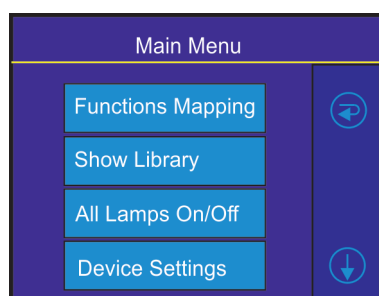 Main Menu
Functions Mapping
Show Library
All Lamps On/Off
Device Settings